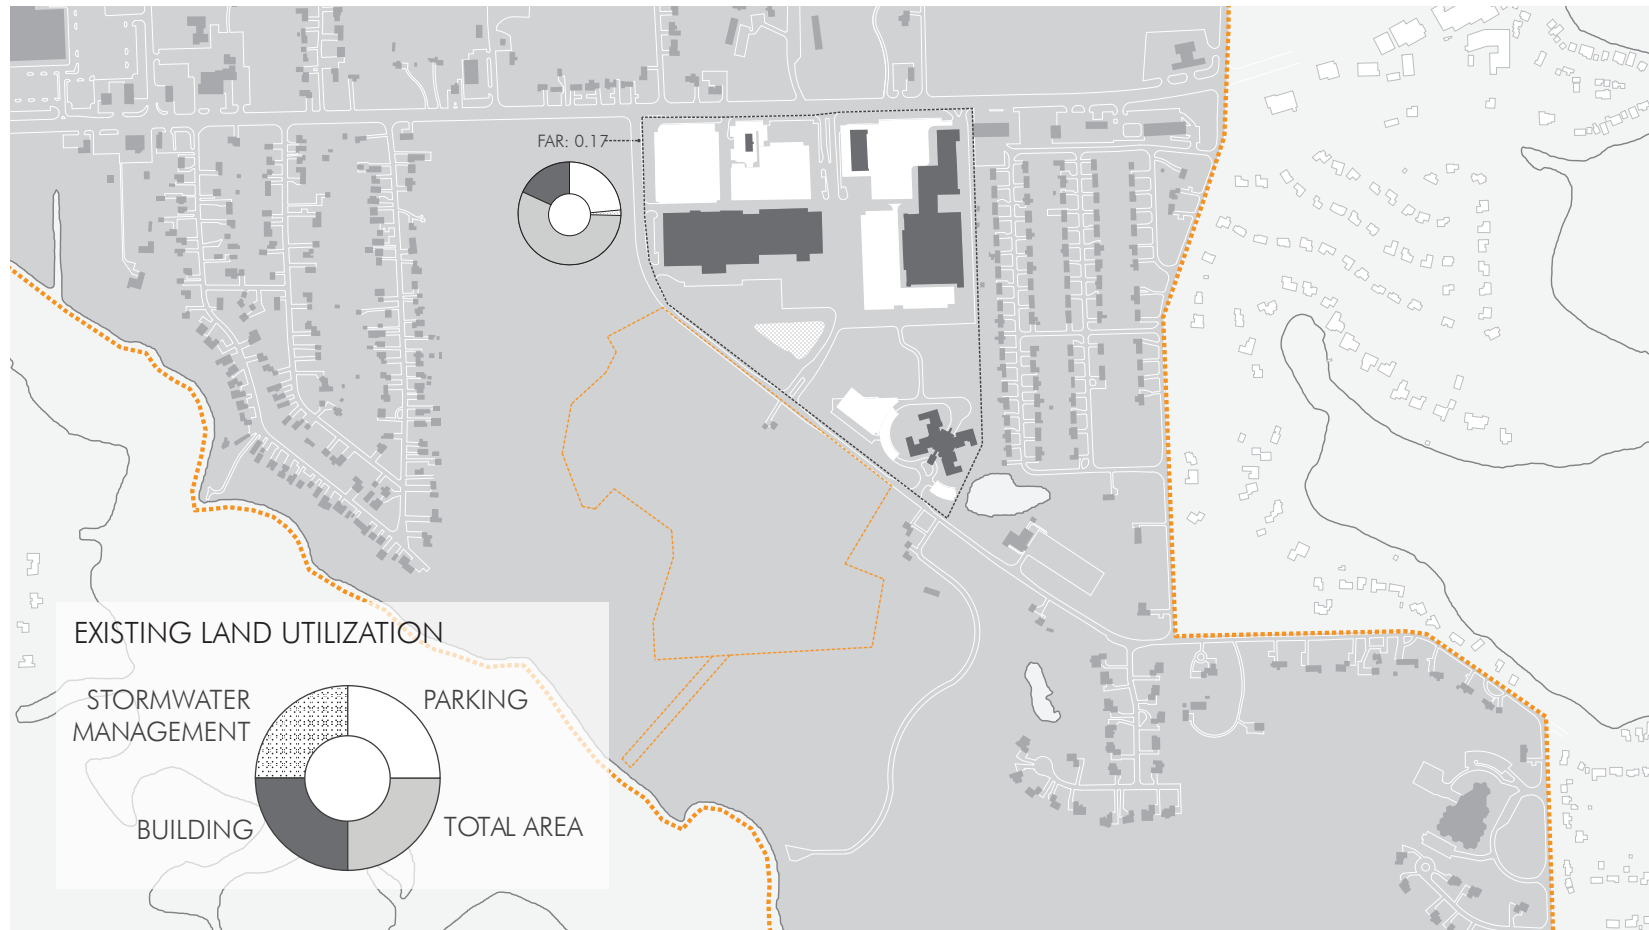 FAR: 0.17
EXISTING LAND UTILIZATION
STORMWATER
MANAGEMENT
PARKING
BUILDING
TOTAL AREA